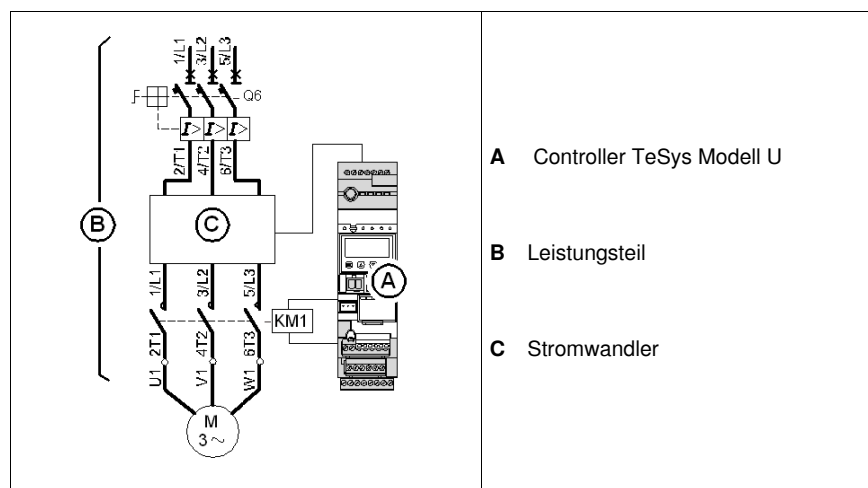 1/L1 3/L2 5/L3
Q6
I> I> I>
2/T1 4/T2 6/T3
A Controller TeSys Modell U
B C
B Leistungsteil
A
1/L1 3/L2 5/L3
KM1
C Stromwandler
2T1 4T2 6T3
U1 V1 W1
M
3~